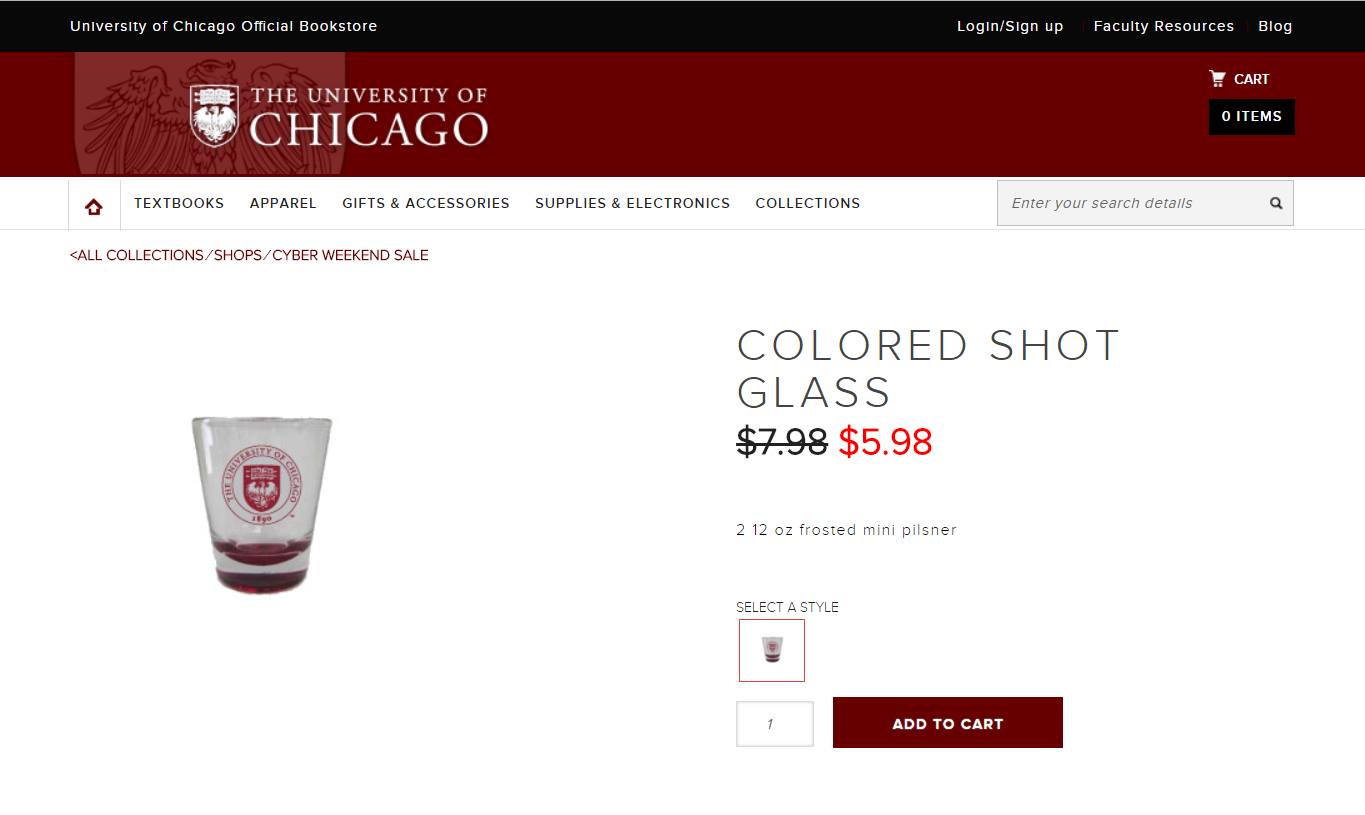 University of Chicago Official Bookstore
Login/Sign up
Faculty Resources
Blog
THE UNIVERSITY OF
CHICAGO
CART
0 ITEMS
TEXTBOOKS
APPAREL
GIFTS & ACCESSORIES
SUPPLIES & ELECTRONICS
COLLECTIONS
Enter your search details
<ALL COLLECTIONS/SHOPS/CYBER WEEKEND SALE
COLORED SHOT
GLASS
$7.98 $5.98
THE UNIVERSITY OF CHICAGO
1890
2 12 oz frosted mini pilsner
SELECT A STYLE
1
ADD TO CART